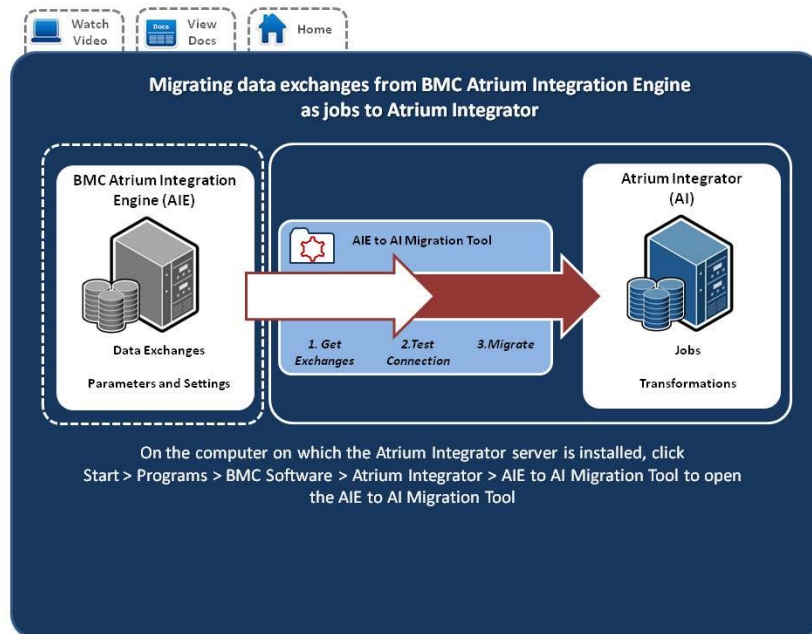 Watch
Video
Docs
View
Docs
Home
Migrating data exchanges from BMC Atrium Integration Engine
as jobs to Atrium Integrator
BMC Atrium Integration
Engine (AIE)
Data Exchanges
Parameters and Settings
AIE to AI Migration Tool
1. Get
Exchanges
2.Test
Connection
3.Migrate
Atrium Integrator
(AI)
Jobs
Transformations
On the computer on which the Atrium Integrator server is installed, click
Start > Programs > BMC Software > Atrium Integrator > AIE to AI Migration Tool to open
the AIE to AI Migration Tool